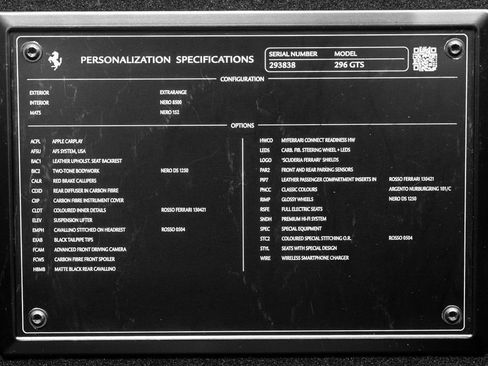 PERSONALIZATION SPECIFICATIONS
SERIAL NUMBER MODEL
293838 296 GTS
CONFIGURATION
EXTERIOR EXTRARANGE
INTERIOR NERO 8500
MATS NERO 152
OPTIONS
ACPL APPLE CARPLAY
AFSU AFS SYSTEM, USA
BAC1 LEATHER UPHOLST, SEAT BACKREST
BIC2 TWO-TONE BODYWORK NERO DS 1250
CALR RED BRAKE CALLIPERS
CDID REAR DIFFUSER IN CARBON FIBRE
CIIP CARBON FIBRE INSTRUMENT COVER
CLDT COLOURED INNER DETAILS ROSSO FERRARI 130421
ELEV SUSPENSION LIFTER
EMPH CAVALLINO STITCHED ON HEADREST ROSSO 0504
EXAB BLACK TAILPIPE TIPS
FCAM ADVANCED FRONT DRIVING CAMERA
FCWS CARBON FIBRE FRONT SPOILER
HBMB MATTE BLACK REAR CAVALLINO
HWCO MYFERRARI CONNECT READINESS HW
LEDS CARB. FIB. STEERING WHEEL + LEDS
LOGO "SCUDERIA FERRARI" SHIELDS
PAR2 FRONT AND REAR PARKING SENSORS
PIP7 LEATHER PASSENGER COMPARTMENT INSERTS IN ROSSO FERRARI 130421
PNCC CLASSIC COLOURS ARGENTO NURBURGRING 101/C
RIMP GLOSSY WHEELS NERO DS 1250
RSFE FULL ELECTRIC SEATS
SNDH PREMIUM HI-FI SYSTEM
SPEC SPECIAL EQUIPMENT
STC2 COLOURED SPECIAL STITCHING O.R. ROSSO 0504
STYL SEATS WITH SPECIAL DESIGN
WIRE WIRELESS SMARTPHONE CHARGER